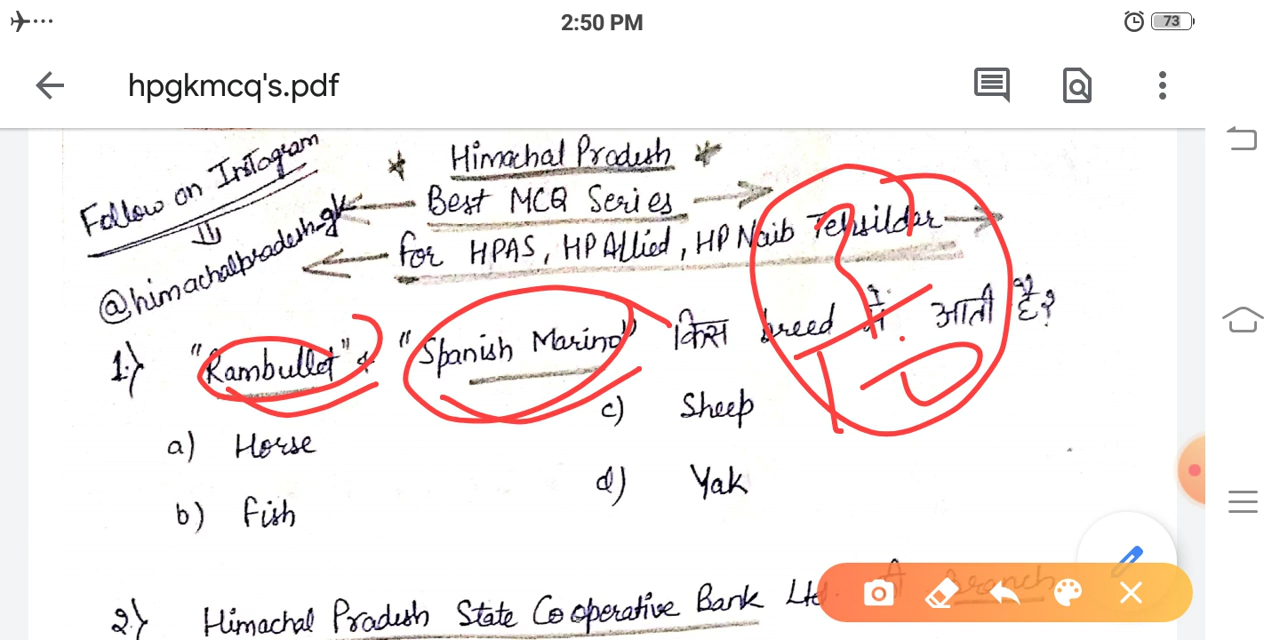 2:50 PM
73
hpgkmcq's.pdf
Follow on Instagram
@himachalpradesh_gk
* Himachal Pradesh *
Best MCQ Series
for HPAS, HP Allied, HP Naib Tehsildar
1.) "Rambullet" & "Spanish Marino" किस breed में आती है?
a) Horse
c) Sheep
b) Fish
d) Yak
2.) Himachal Pradesh State Cooperative Bank Ltd. Branch